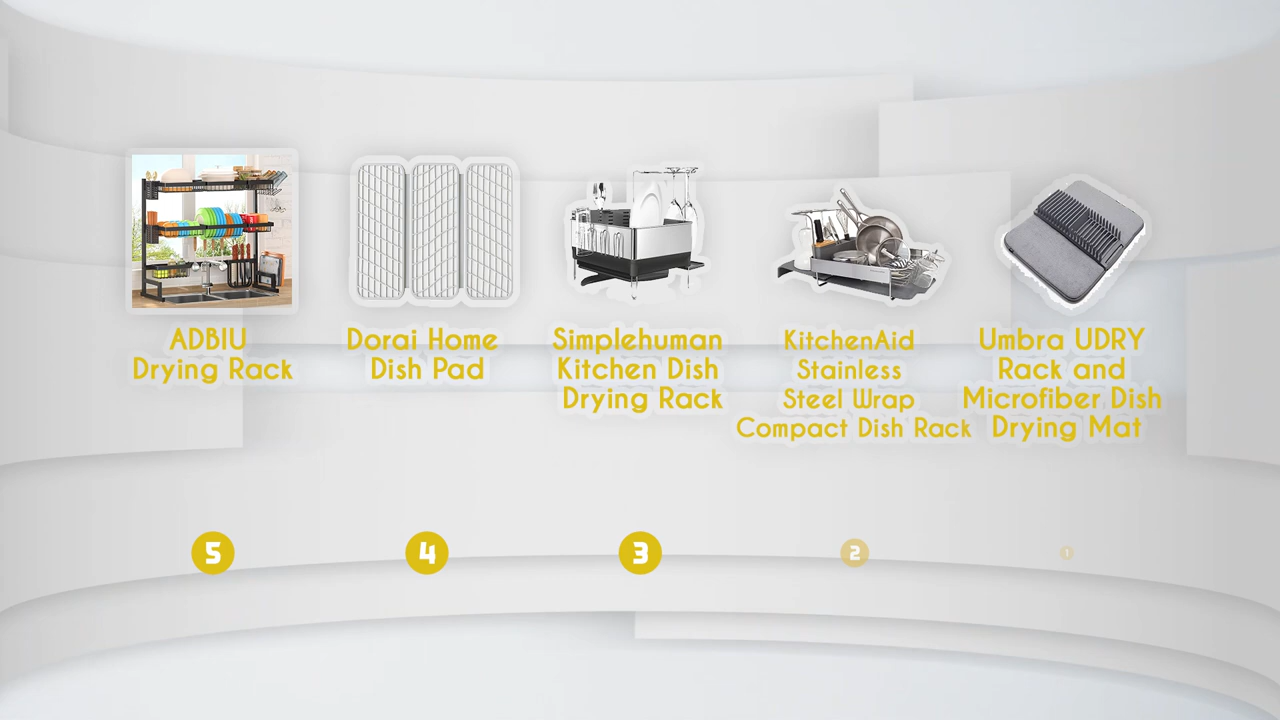 ADBIU
Drying Rack
Dorai Home
Dish Pad
Simplehuman
Kitchen Dish
Drying Rack
KitchenAid
Stainless
Steel Wrap
Compact Dish Rack
Umbra UDRY
Rack and
Microfiber Dish
Drying Mat
5
4
3
2
1